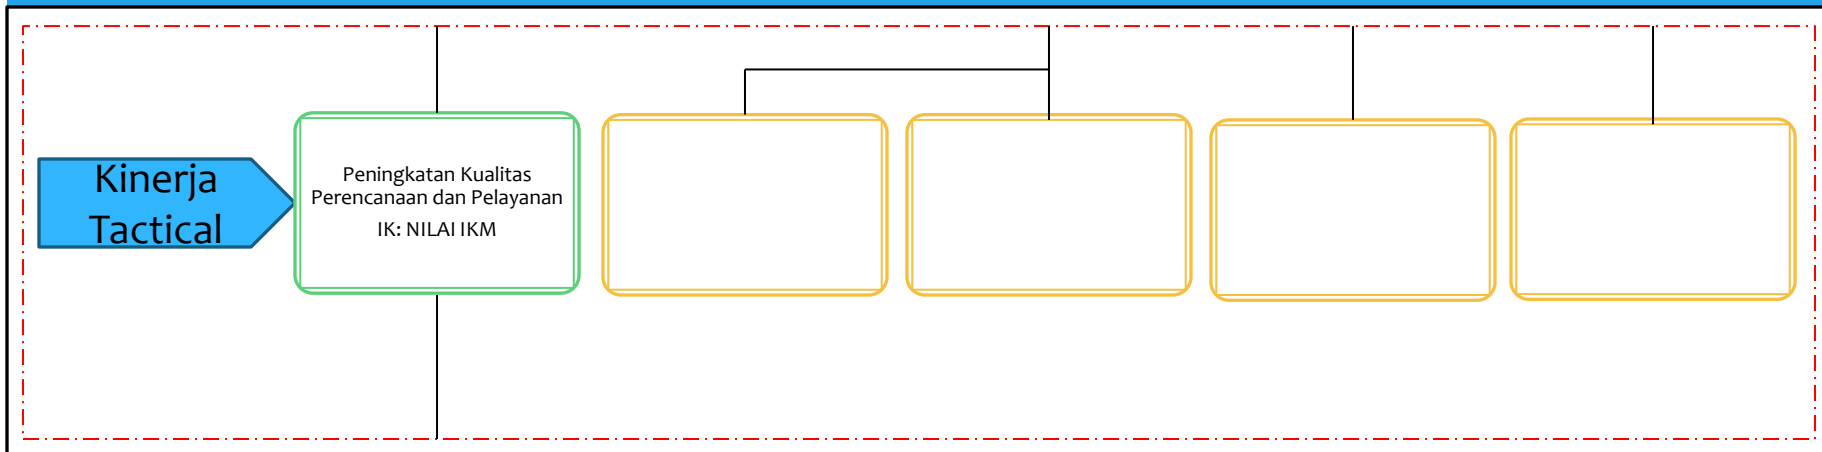 Kinerja
Tactical
Peningkatan Kualitas
Perencanaan dan Pelayanan
IK: NILAI IKM